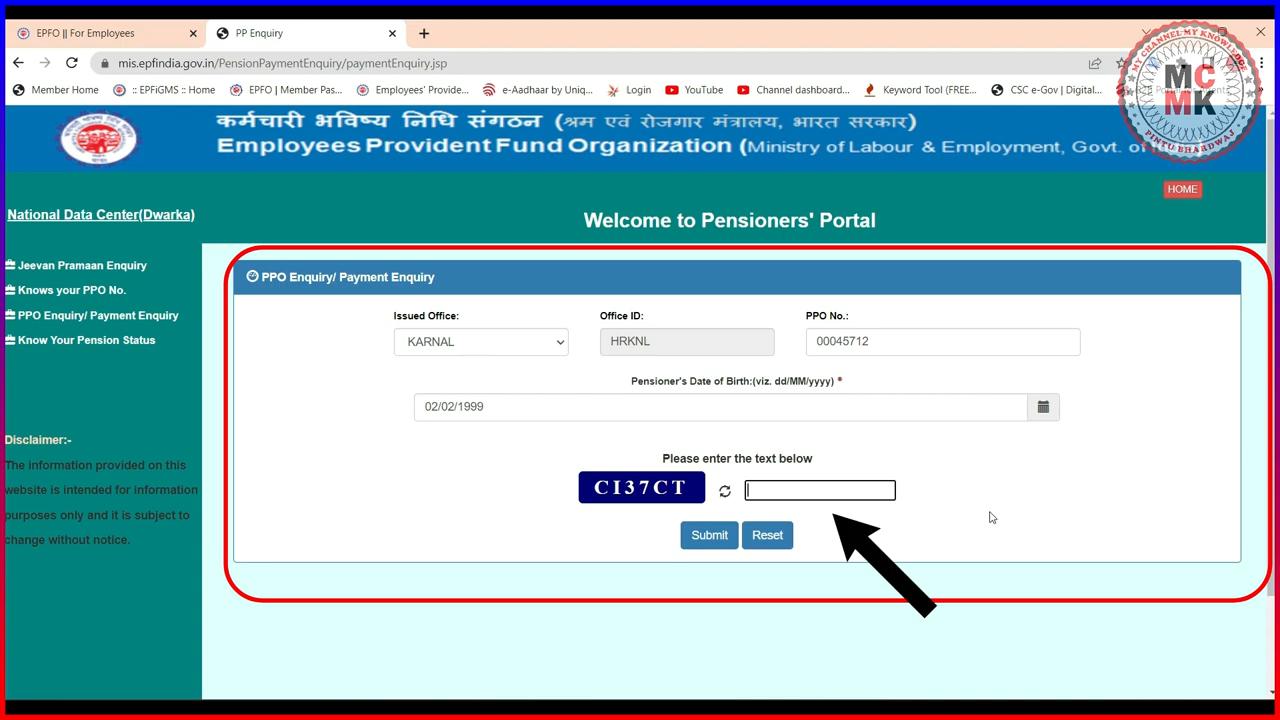 EPFO || For Employees
PP Enquiry
mis.epfindia.gov.in/PensionPaymentEnquiry/paymentEnquiry.jsp
Member Home
:: EPFiGMS :: Home
EPFO | Member Pas...
Employees' Provide...
e-Aadhaar by Uniq...
Login
YouTube
Channel dashboard...
Keyword Tool (FREE...
CSC e-Gov | Digital...
MY CHANNEL MY KNOWLEDGE
MC
MK
PINTU BHARDWAJ
कर्मचारी भविष्य निधि संगठन (श्रम एवं रोजगार मंत्रालय, भारत सरकार)
Employees Provident Fund Organization (Ministry of Labour & Employment, Govt. of
HOME
National Data Center(Dwarka)
Welcome to Pensioners' Portal
Jeevan Pramaan Enquiry
Knows your PPO No.
PPO Enquiry/ Payment Enquiry
Know Your Pension Status
Disclaimer:-
The information provided on this
website is intended for information
purposes only and it is subject to
change without notice.
PPO Enquiry/ Payment Enquiry
Issued Office: Office ID: PPO No.:
KARNAL HRKNL 00045712
Pensioner's Date of Birth:(viz. dd/MM/yyyy) *
02/02/1999
Please enter the text below
CI37CT
Submit Reset